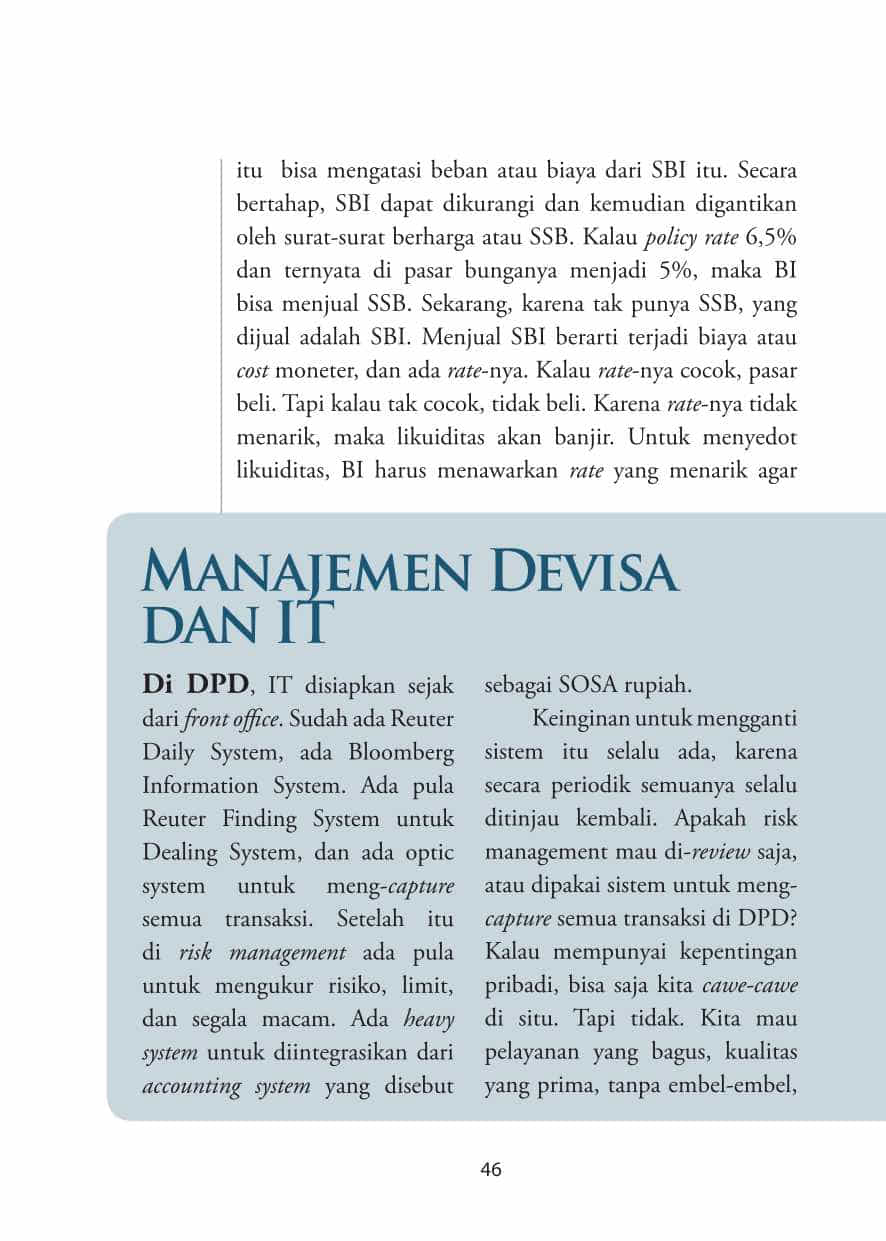 itu bisa mengatasi beban atau biaya dari SBI itu. Secara
bertahap, SBI dapat dikurangi dan kemudian digantikan
oleh surat-surat berharga atau SSB. Kalau policy rate 6,5%
dan ternyata di pasar bunganya menjadi 5%, maka BI
bisa menjual SSB. Sekarang, karena tak punya SSB, yang
dijual adalah SBI. Menjual SBI berarti terjadi biaya atau
cost moneter, dan ada rate-nya. Kalau rate-nya cocok, pasar
beli. Tapi kalau tak cocok, tidak beli. Karena rate-nya tidak
menarik, maka likuiditas akan banjir. Untuk menyedot
likuiditas, BI harus menawarkan rate yang menarik agar
Manajemen Devisa
dan IT
Di DPD, IT disiapkan sejak
dari front office. Sudah ada Reuter
Daily System, ada Bloomberg
Information System. Ada pula
Reuter Finding System untuk
Dealing System, dan ada optic
system untuk meng-capture
semua transaksi. Setelah itu
di risk management ada pula
untuk mengukur risiko, limit,
dan segala macam. Ada heavy
system untuk diintegrasikan dari
accounting system yang disebut
sebagai SOSA rupiah.
Keinginan untuk mengganti
sistem itu selalu ada, karena
secara periodik semuanya selalu
ditinjau kembali. Apakah risk
management mau di-review saja,
atau dipakai sistem untuk meng-
capture semua transaksi di DPD?
Kalau mempunyai kepentingan
pribadi, bisa saja kita cawe-cawe
di situ. Tapi tidak. Kita mau
pelayanan yang bagus, kualitas
yang prima, tanpa embel-embel,
46